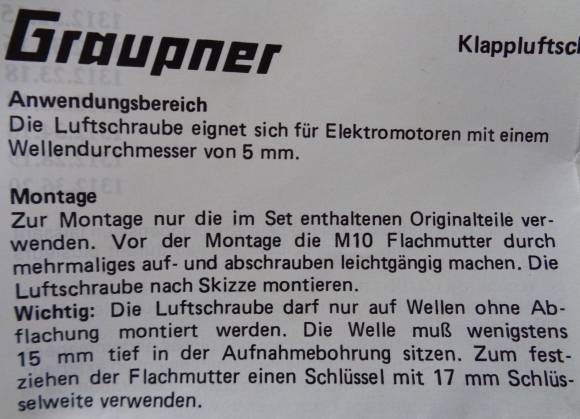 Graupner
Anwendungsbereich
Die Luftschraube eignet sich für Elektromotoren mit einem
Wellendurchmesser von 5 mm.
Montage
Zur Montage nur die im Set enthaltenen Originalteile ver-
wenden. Vor der Montage die M10 Flachmutter durch
mehrmaliges auf- und abschrauben leichtgängig machen. Die
Luftschraube nach Skizze montieren.
Wichtig: Die Luftschraube darf nur auf Wellen ohne Ab-
flachung montiert werden. Die Welle muß wenigstens
15 mm tief in der Aufnahmebohrung sitzen. Zum fest-
ziehen der Flachmutter einen Schlüssel mit 17 mm Schlüs-
selweite verwenden.